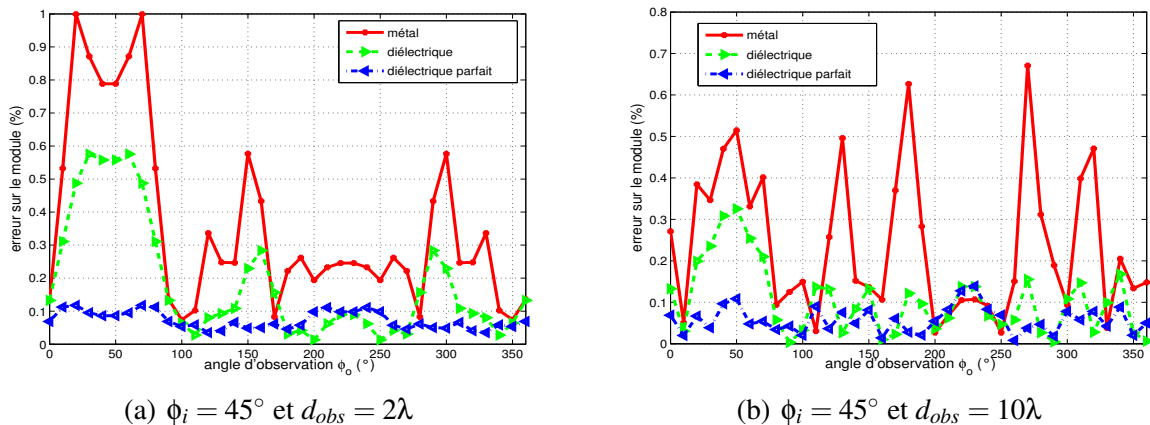 1
0.9
0.8
0.7
0.6
0.5
0.4
0.3
0.2
0.1
0
erreur sur le module (%)
métal
diélectrique
diélectrique parfait
0 50 100 150 200 250 300 350
angle d'observation ϕo (°)
(a) ϕi = 45° et dobs = 2λ
0.8
0.7
0.6
0.5
0.4
0.3
0.2
0.1
0
erreur sur le module (%)
métal
diélectrique
diélectrique parfait
0 50 100 150 200 250 300 350
angle d'observation ϕo (°)
(b) ϕi = 45° et dobs = 10λ